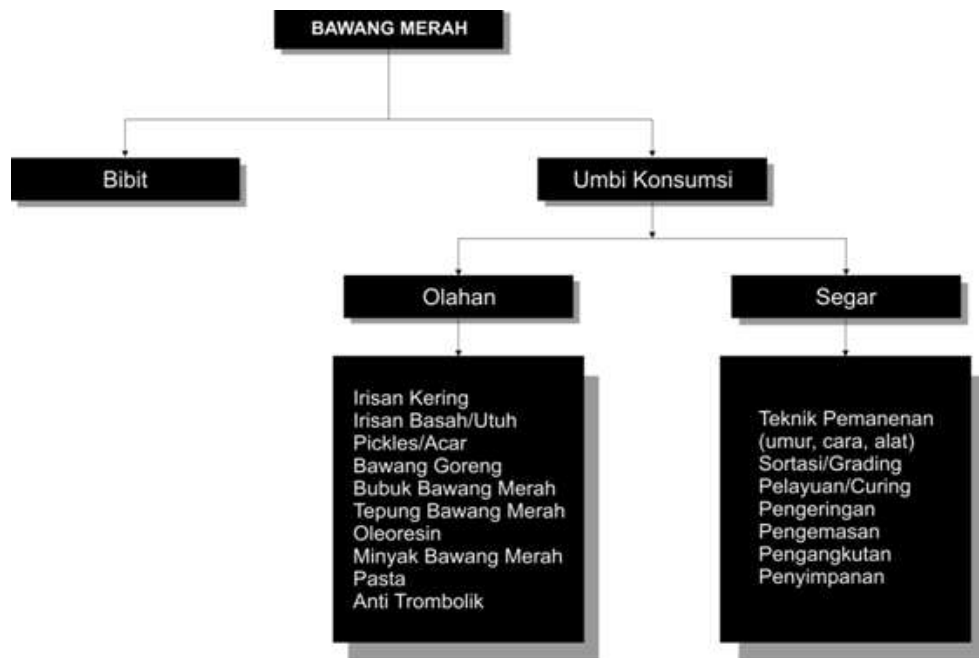 BAWANG MERAH
Bibit
Umbi Konsumsi
Olahan
Segar
Irisan Kering
Irisan Basah/Utuh
Pickles/Acar
Bawang Goreng
Bubuk Bawang Merah
Tepung Bawang Merah
Oleoresin
Minyak Bawang Merah
Pasta
Anti Trombolik
Teknik Pemanenan
(umur, cara, alat)
Sortasi/Grading
Pelayuan/Curing
Pengeringan
Pengemasan
Pengangkutan
Penyimpanan